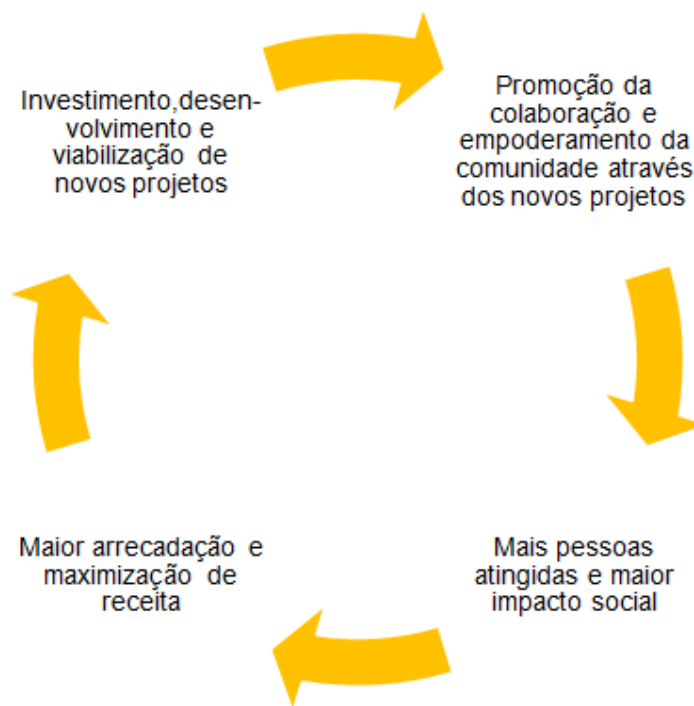 Investimento,desen-
volvimento e
viabilização de
novos projetos
Promoção da
colaboração e
empoderamento da
comunidade através
dos novos projetos
Mais pessoas
atingidas e maior
impacto social
Maior arrecadação e
maximização de
receita